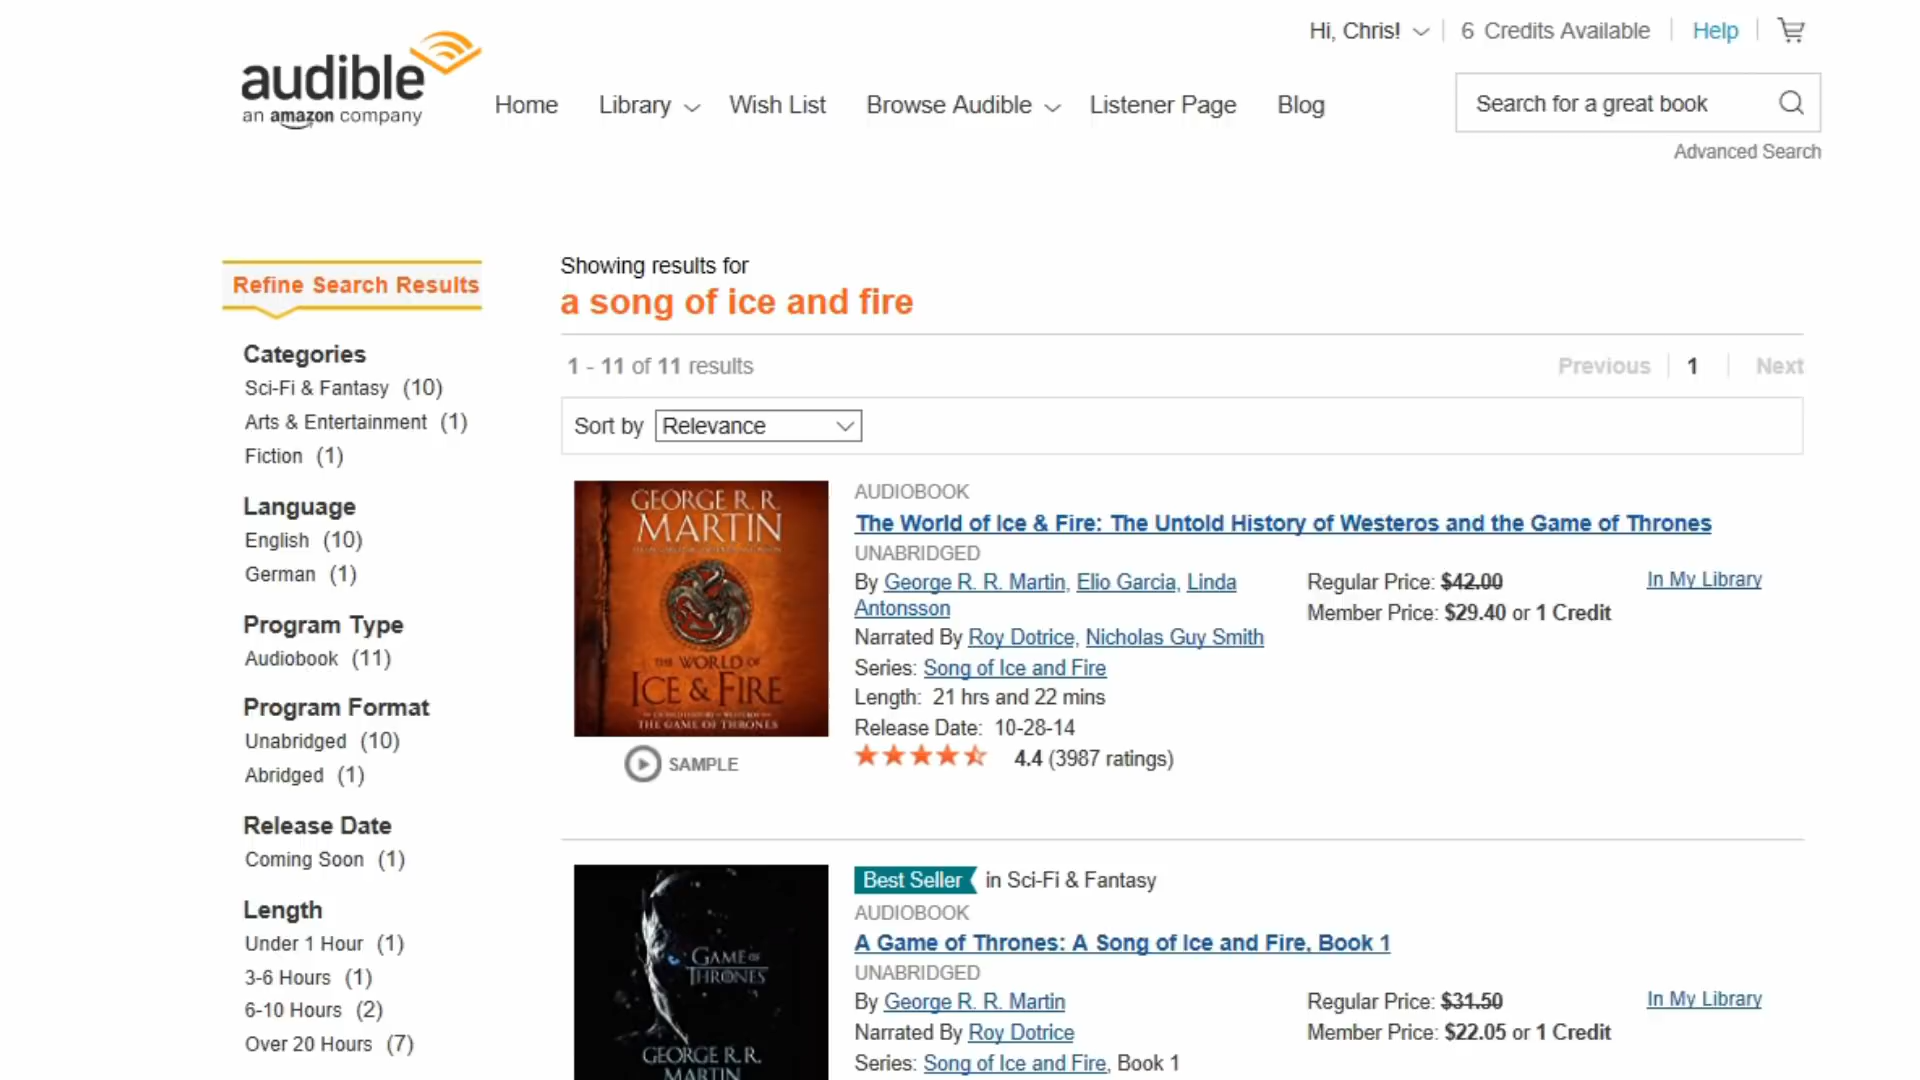 Hi, Chris!
6 Credits Available
Help
audible
an amazon company
Home
Library
Wish List
Browse Audible
Listener Page
Blog
Search for a great book
Advanced Search
Refine Search Results
Categories
Sci-Fi & Fantasy (10)
Arts & Entertainment (1)
Fiction (1)
Language
English (10)
German (1)
Program Type
Audiobook (11)
Program Format
Unabridged (10)
Abridged (1)
Release Date
Coming Soon (1)
Length
Under 1 Hour (1)
3-6 Hours (1)
6-10 Hours (2)
Over 20 Hours (7)
Showing results for
a song of ice and fire
1 - 11 of 11 results
Previous
1
Next
Sort by
Relevance
GEORGE R. R.
MARTIN
THE WORLD OF
ICE & FIRE
THE GAME OF THRONES
SAMPLE
AUDIOBOOK
The World of Ice & Fire: The Untold History of Westeros and the Game of Thrones
UNABRIDGED
By George R. R. Martin, Elio Garcia, Linda
Antonsson
Narrated By Roy Dotrice, Nicholas Guy Smith
Series: Song of Ice and Fire
Length: 21 hrs and 22 mins
Release Date: 10-28-14
4.4 (3987 ratings)
Regular Price: $42.00
Member Price: $29.40 or 1 Credit
In My Library
GAME OF
THRONES
GEORGE R. R.
MARTIN
Best Seller in Sci-Fi & Fantasy
AUDIOBOOK
A Game of Thrones: A Song of Ice and Fire, Book 1
UNABRIDGED
By George R. R. Martin
Narrated By Roy Dotrice
Series: Song of Ice and Fire, Book 1
Regular Price: $31.50
Member Price: $22.05 or 1 Credit
In My Library